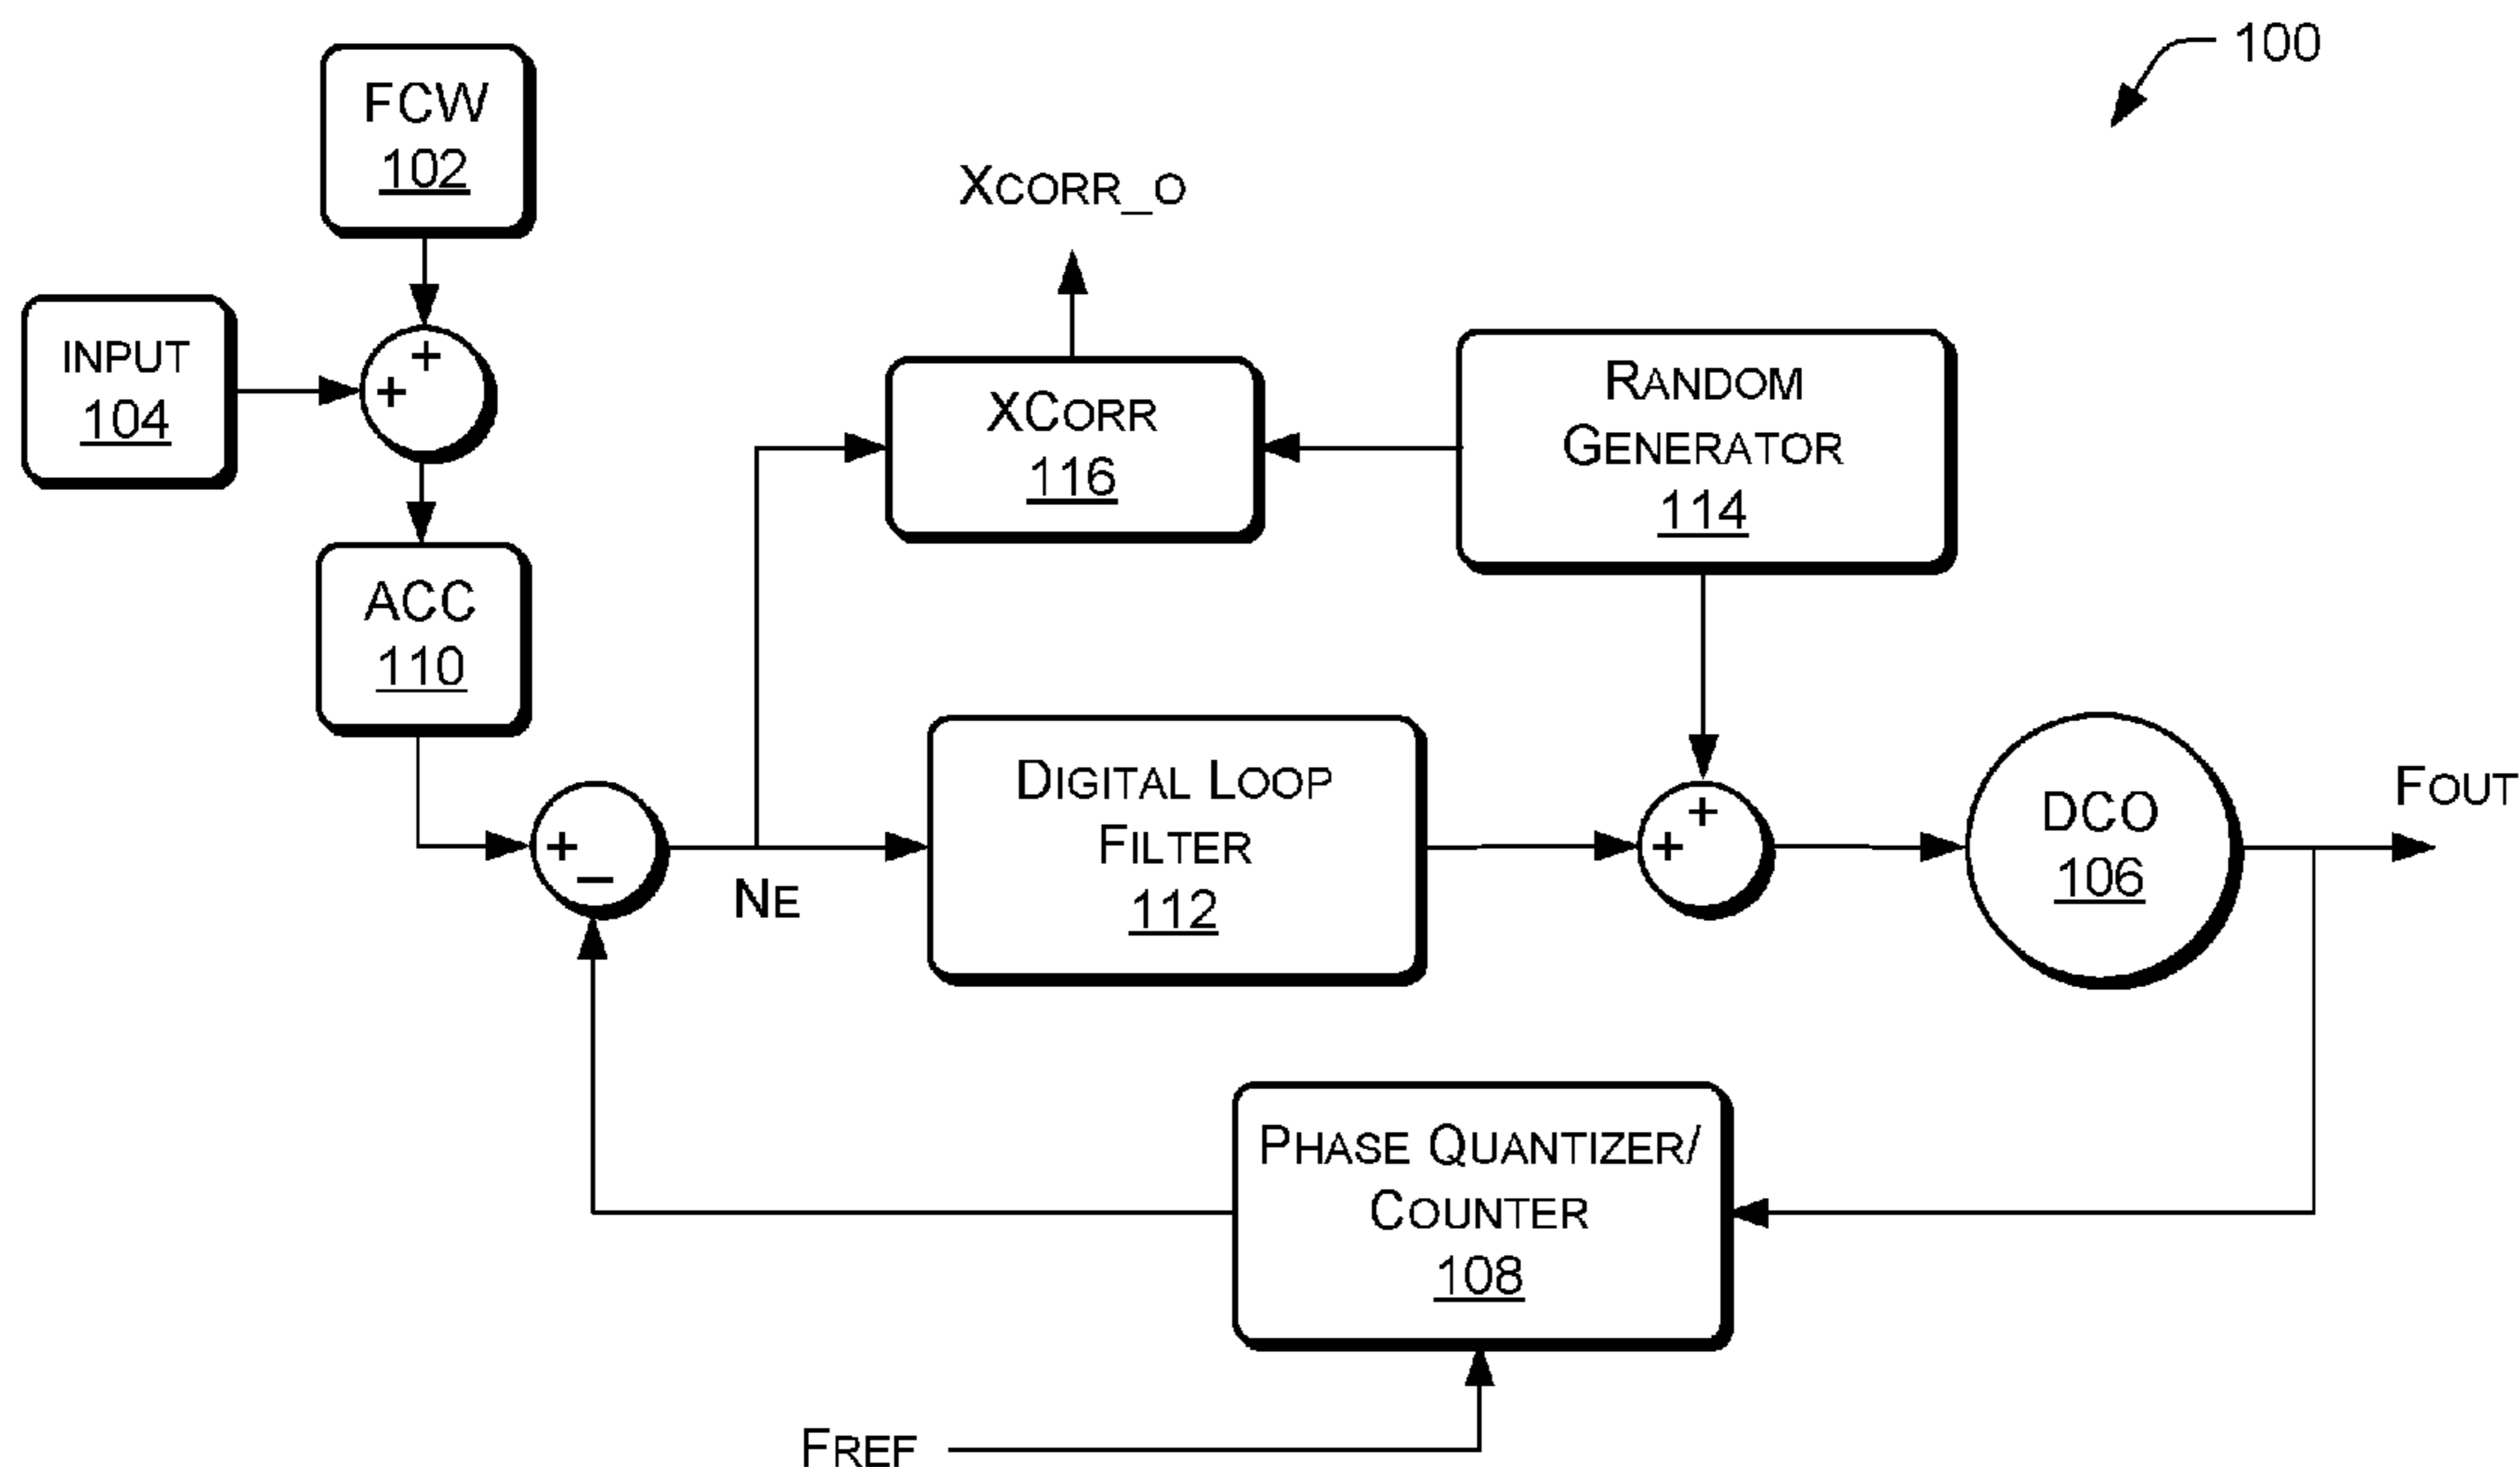 100
FCW
102
XCORR_O
INPUT
104
+
+
XCORR
116
RANDOM
GENERATOR
114
ACC
110
DIGITAL LOOP
FILTER
112
+
+
DCO
106
FOUT
+
−
NE
PHASE QUANTIZER/
COUNTER
108
FREF